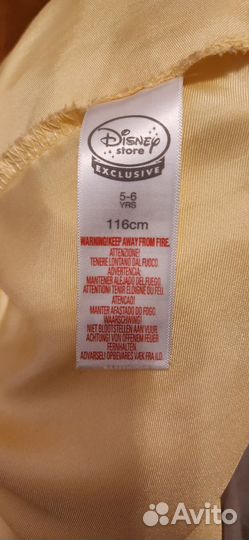 Disney
store
EXCLUSIVE
5-6
YRS
116cm
WARNING!KEEP AWAY FROM FIRE.
ATTENZIONE!
TENERE LONTANO DAL FUOCO.
ADVERTENCIA.
MANTENER ALEJADO DEL FUEGO.
ATTENTION! TENIR ELOIGNE DU FEU.
ATENCAO!
MANTER AFASTADO DO FOGO
WAARSCHWING!
NIET BLOOTSTELLEN AAN VUUR
ACHTUNG! VON OFFENEM FEUER
FERNHALTEN.
ADVARSEL! OPBEVARES VÆK FRA ILD.
Avito